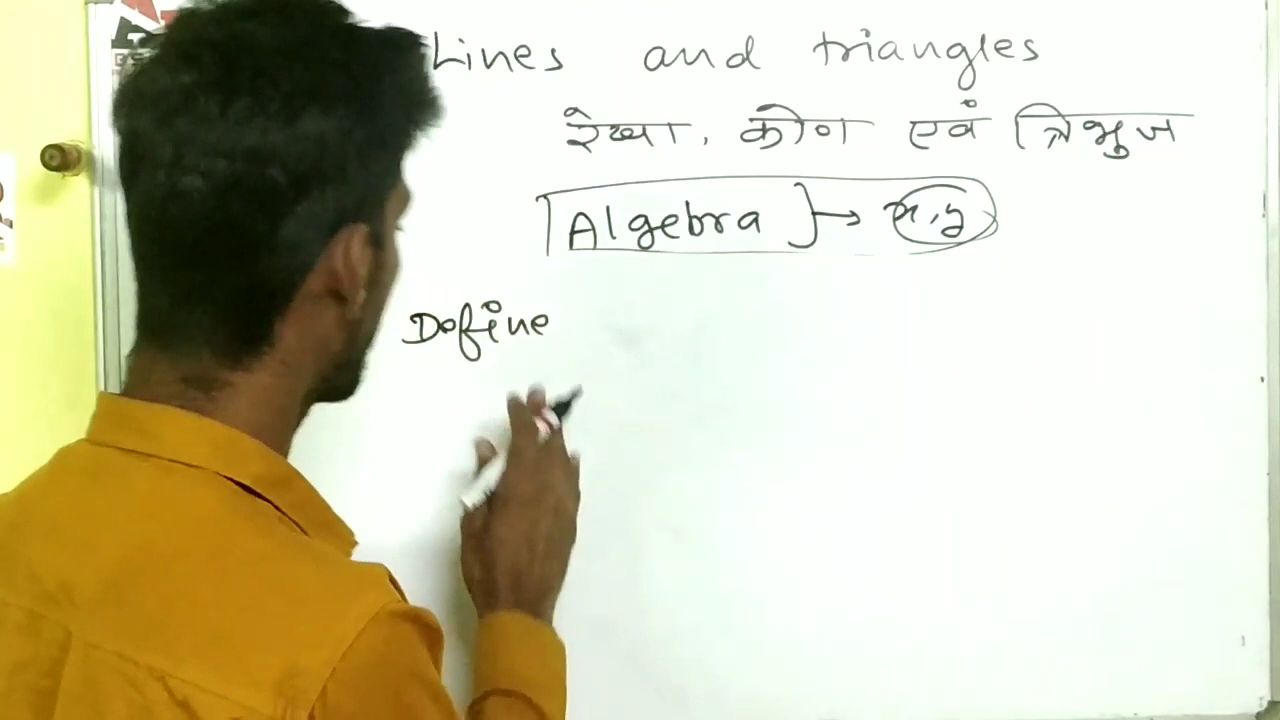 Lines and triangles
रेखा, कोण एवं त्रिभुज
Algebra } → x, y
Define